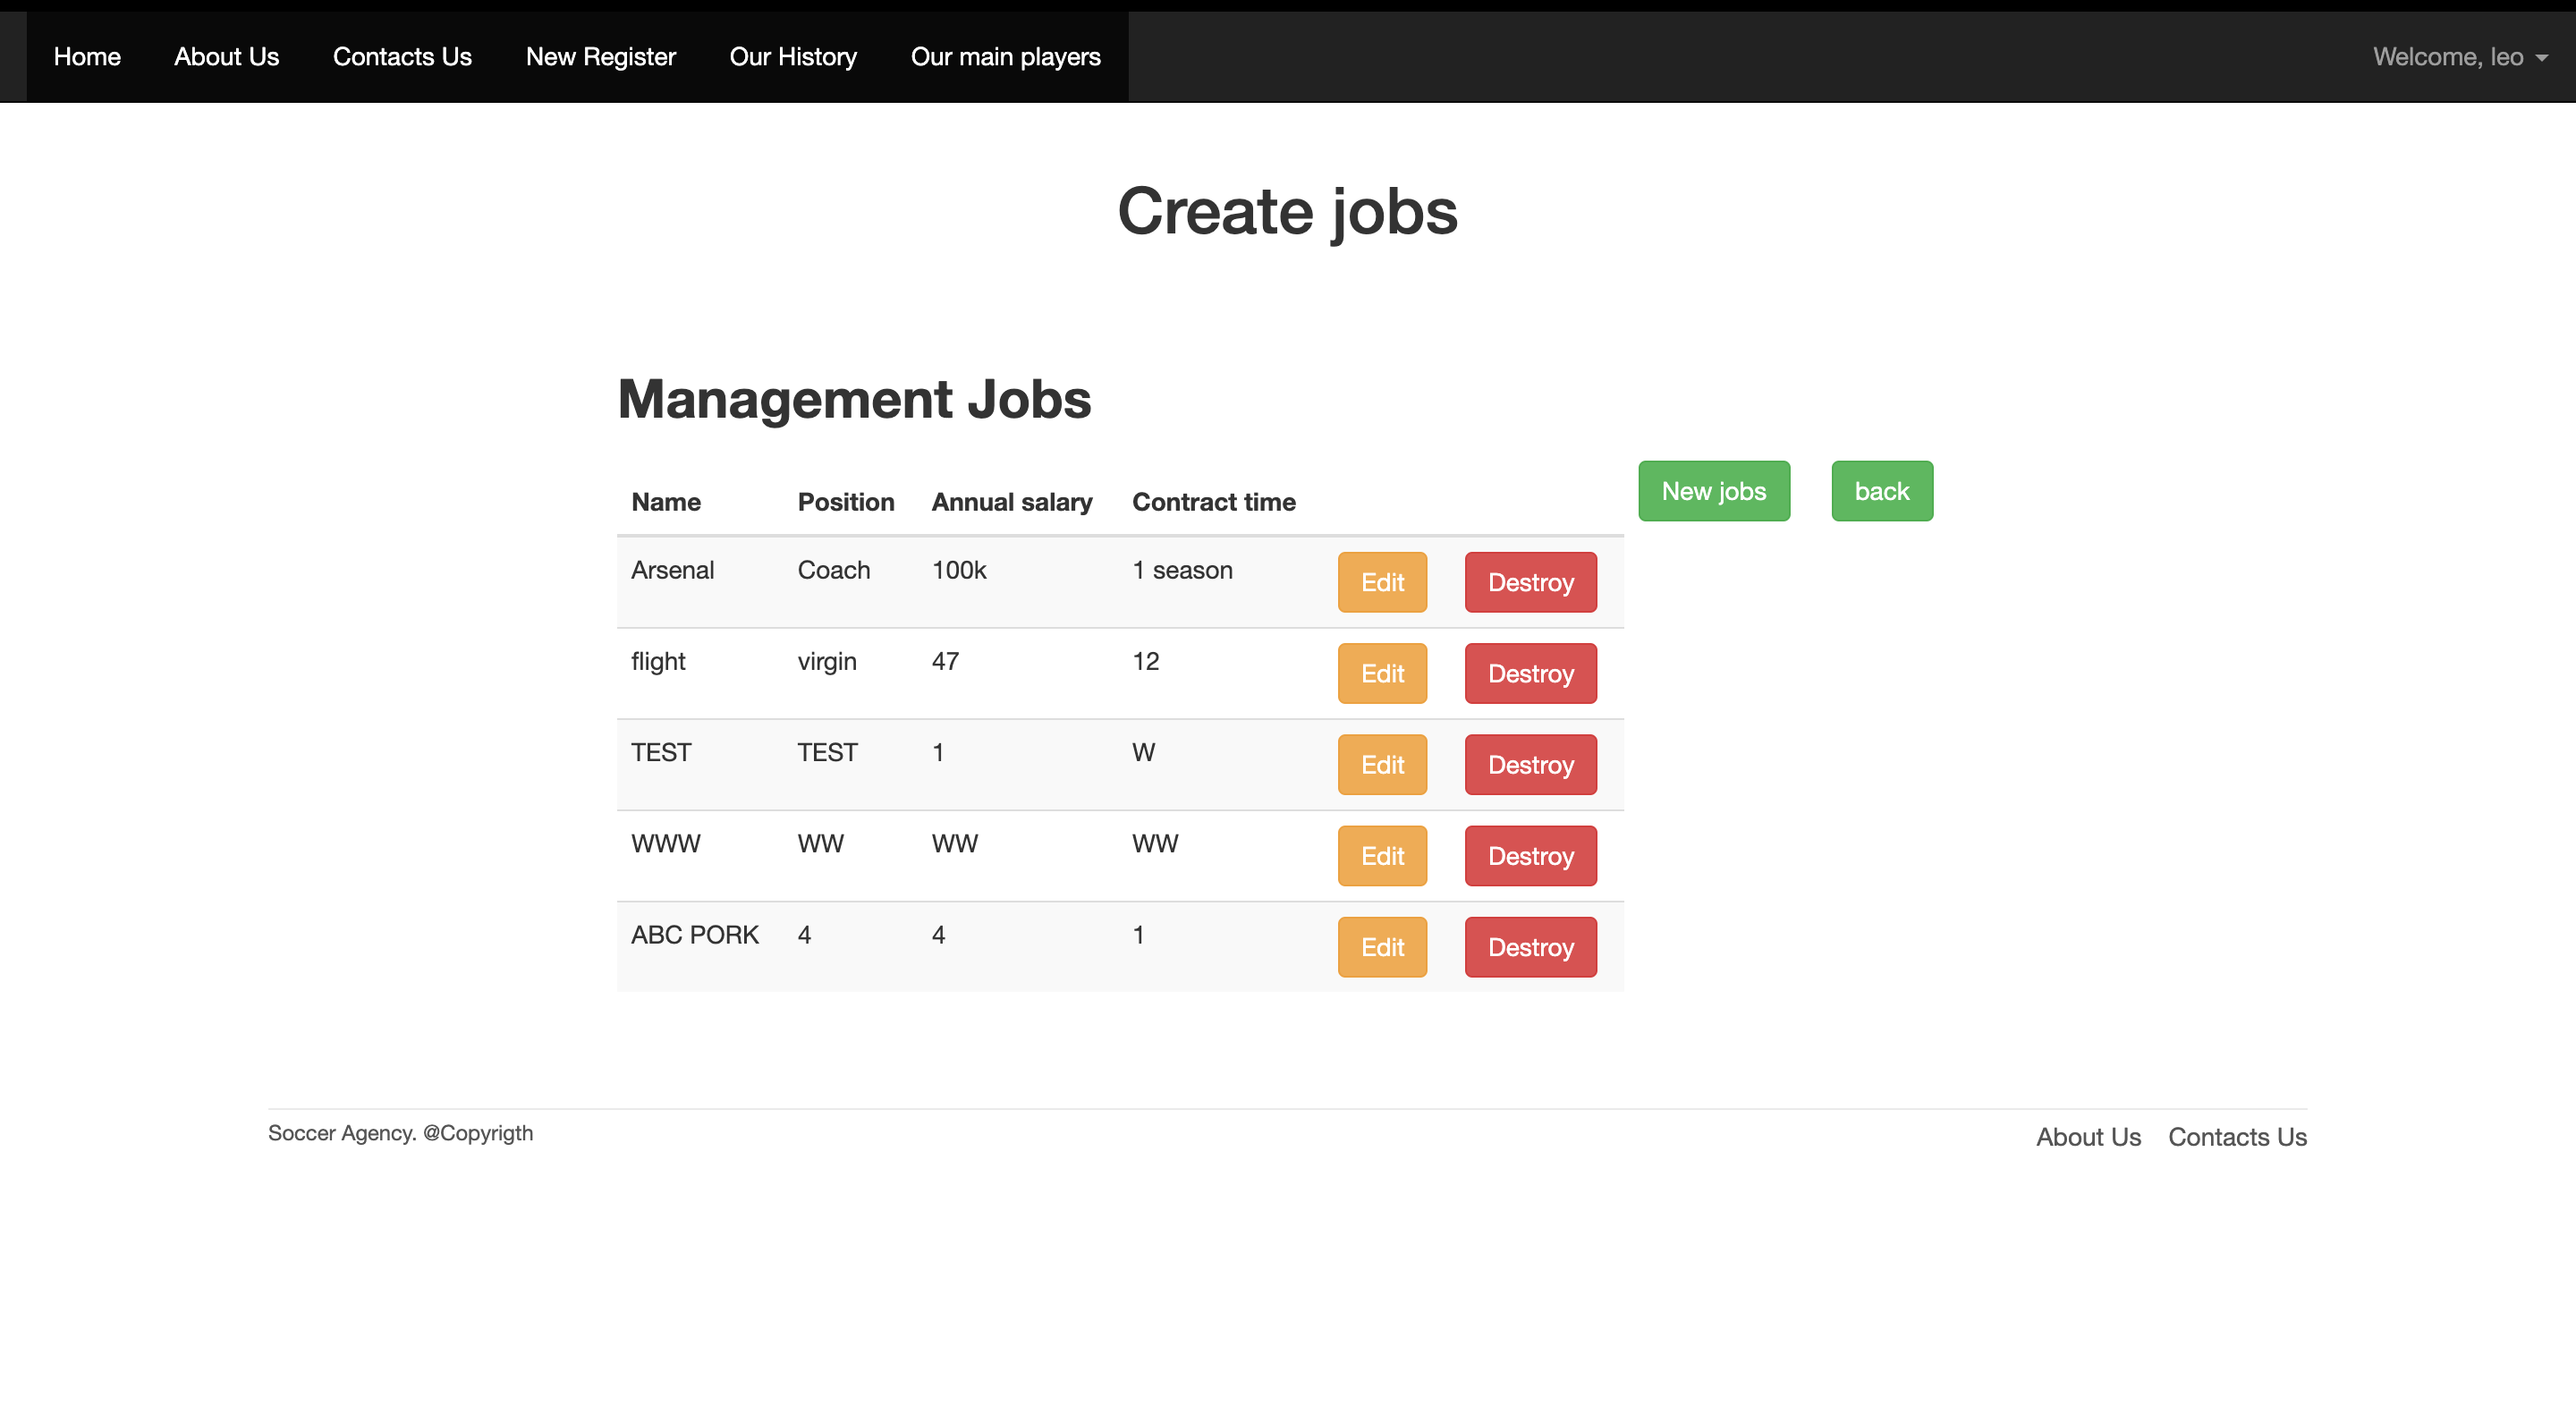 Home About Us Contacts Us New Register Our History Our main players Welcome, leo
Create jobs
Management Jobs
New jobs back
Name Position Annual salary Contract time
Arsenal Coach 100k 1 season Edit Destroy
flight virgin 47 12 Edit Destroy
TEST TEST 1 W Edit Destroy
WWW WW WW WW Edit Destroy
ABC PORK 4 4 1 Edit Destroy
Soccer Agency. @Copyrigth About Us Contacts Us